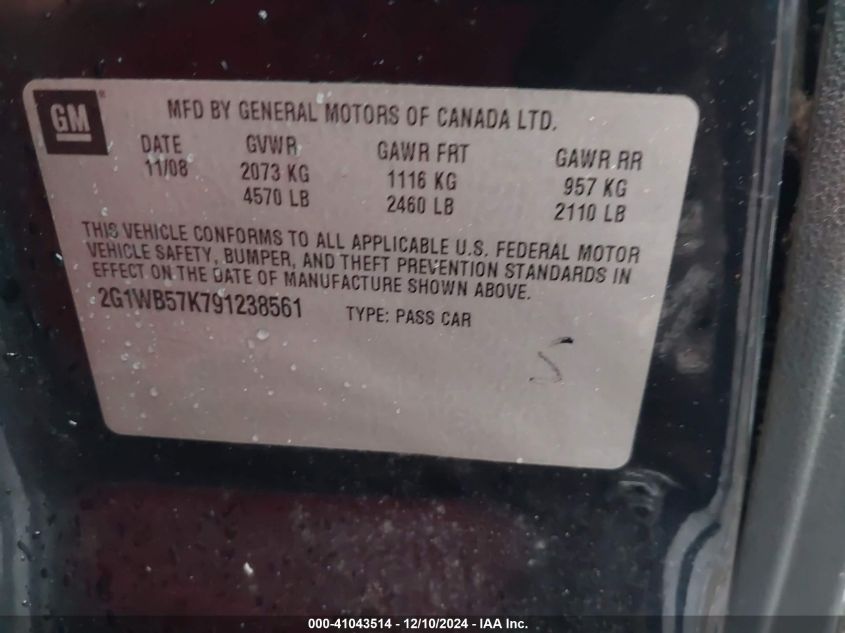 GM®
MFD BY GENERAL MOTORS OF CANADA LTD.
DATE GVWR GAWR FRT GAWR RR
11/08 2073 KG 1116 KG 957 KG
4570 LB 2460 LB 2110 LB
THIS VEHICLE CONFORMS TO ALL APPLICABLE U.S. FEDERAL MOTOR
VEHICLE SAFETY, BUMPER, AND THEFT PREVENTION STANDARDS IN
EFFECT ON THE DATE OF MANUFACTURE SHOWN ABOVE.
2G1WB57K791238561 TYPE: PASS CAR
000-41043514 - 12/10/2024 - IAA Inc.